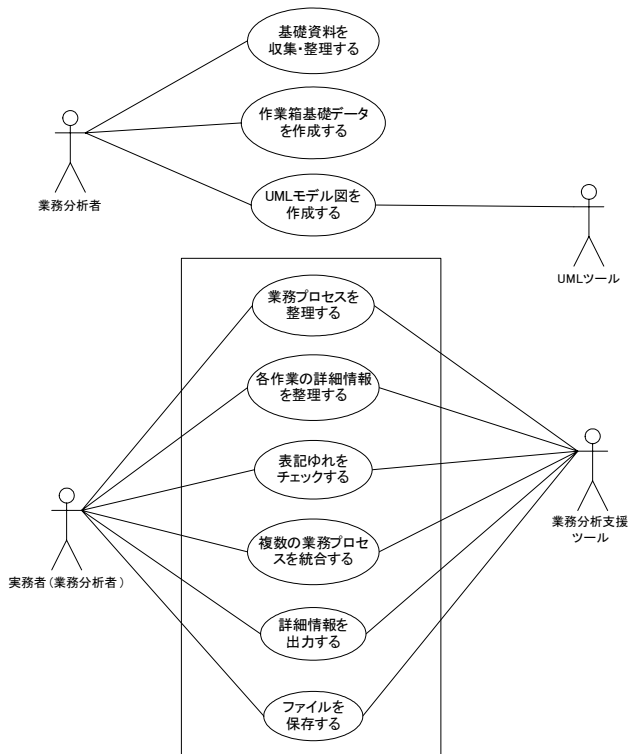 基礎資料を
収集・整理する
作業箱基礎データ
を作成する
業務分析者
UMLモデル図を
作成する
UMLツール
業務プロセスを
整理する
各作業の詳細情報
を整理する
表記ゆれを
チェックする
実務者（業務分析者）
業務分析支援
ツール
複数の業務プロセ
スを統合する
詳細情報を
出力する
ファイルを
保存する